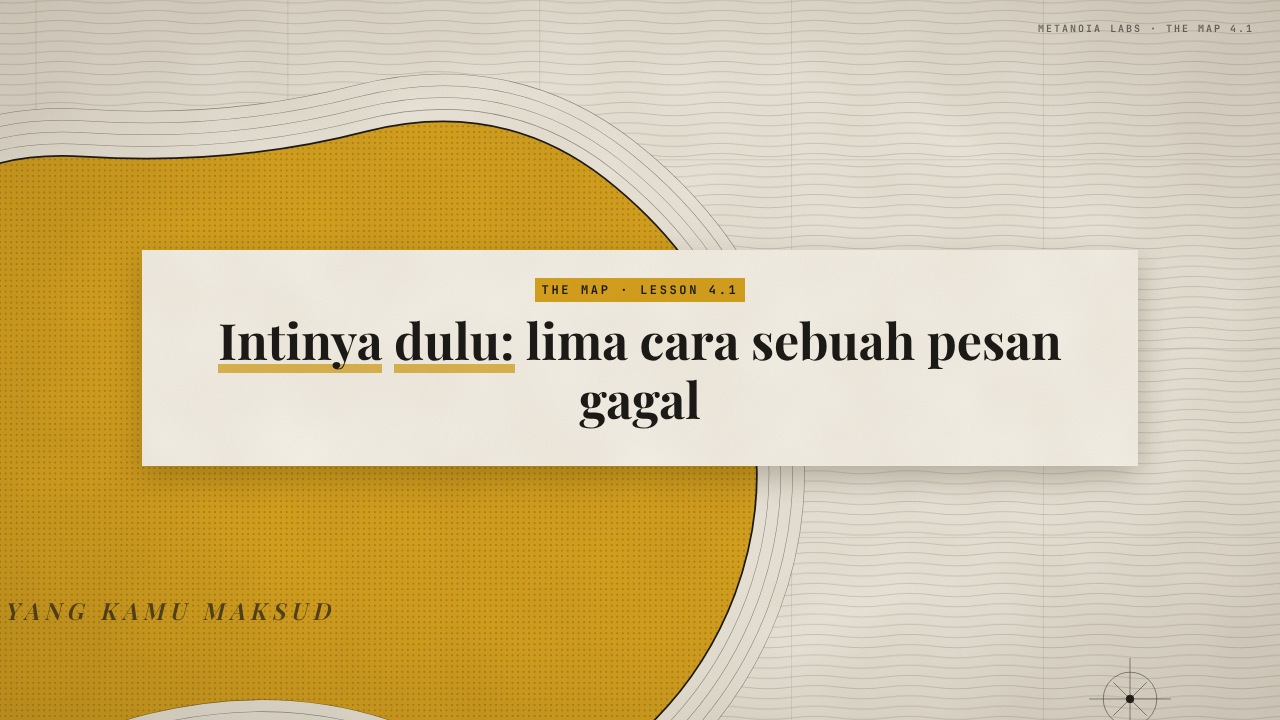 METANOIA LABS · THE MAP 4.1
THE MAP · LESSON 4.1
Intinya dulu: lima cara sebuah pesan
gagal
YANG KAMU MAKSUD